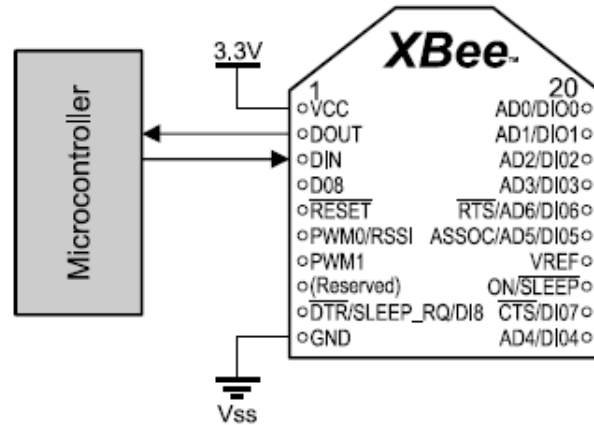 3.3V
XBee™
1
20
VCC
DOUT
DIN
D08
RESET
PWM0/RSSI
PWM1
(Reserved)
DTR/SLEEP_RQ/DI8
GND
AD0/DIO0
AD1/DIO1
AD2/DI02
AD3/DI03
RTS/AD6/DI06
ASSOC/AD5/DI05
VREF
ON/SLEEP
CTS/DI07
AD4/DI04
Microcontroller
Vss